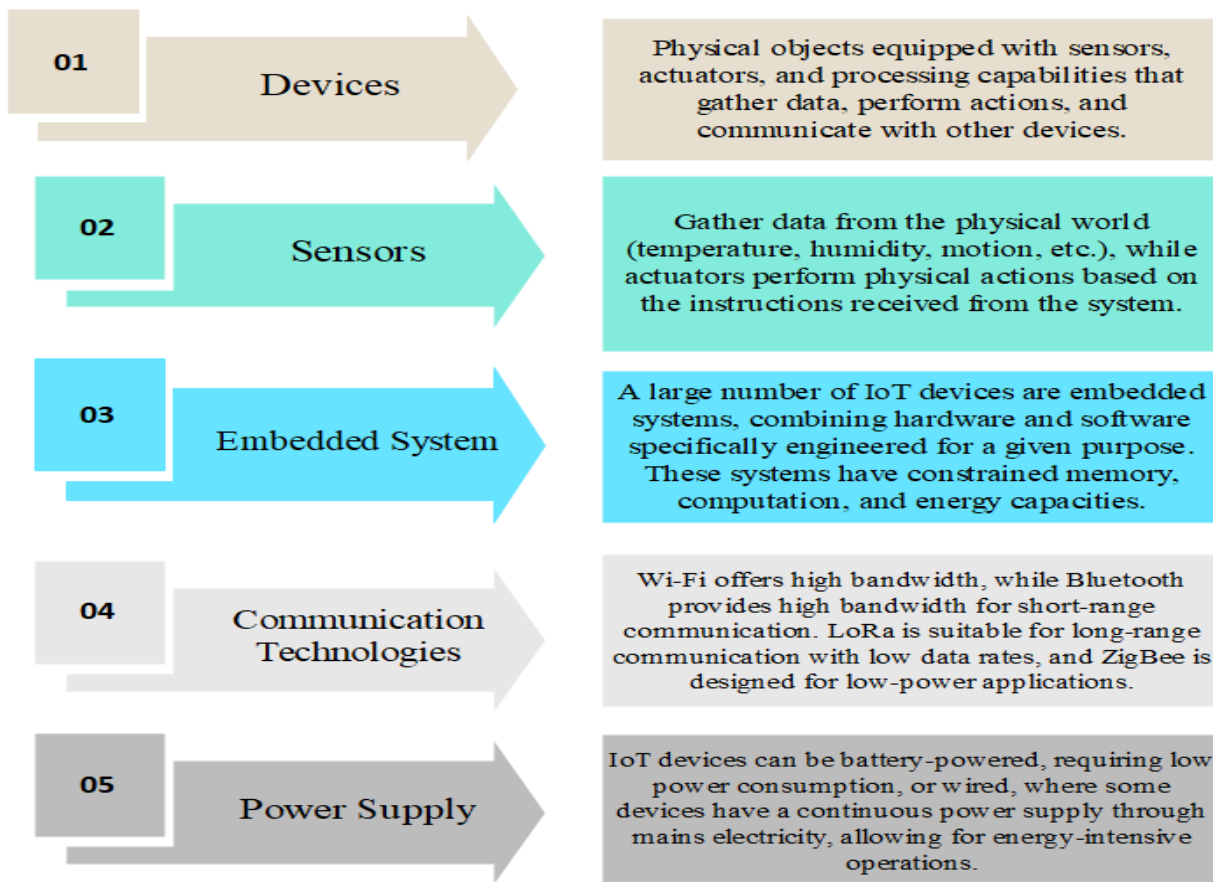 01
Devices
Physical objects equipped with sensors,
actuators, and processing capabilities that
gather data, perform actions, and
communicate with other devices.
02
Sensors
Gather data from the physical world
(temperature, humidity, motion, etc.), while
actuators perform physical actions based on
the instructions received from the system.
03
Embedded System
A large number of IoT devices are embedded
systems, combining hardware and software
specifically engineered for a given purpose.
These systems have constrained memory,
computation, and energy capacities.
04
Communication
Technologies
Wi-Fi offers high bandwidth, while Bluetooth
provides high bandwidth for short-range
communication. LoRa is suitable for long-range
communication with low data rates, and ZigBee is
designed for low-power applications.
05
Power Supply
IoT devices can be battery-powered, requiring low
power consumption, or wired, where some
devices have a continuous power supply through
mains electricity, allowing for energy-intensive
operations.